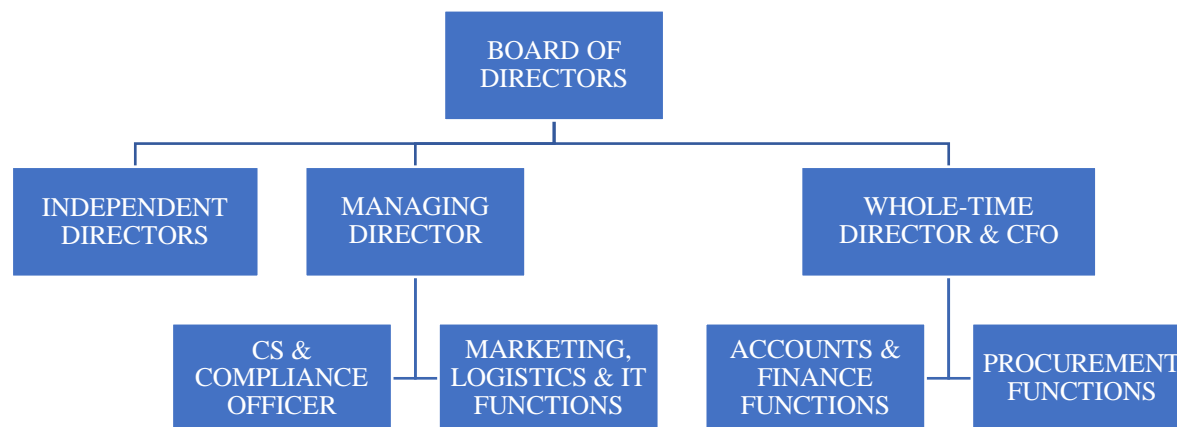 BOARD OF
DIRECTORS
INDEPENDENT
DIRECTORS
MANAGING
DIRECTOR
WHOLE-TIME
DIRECTOR & CFO
CS &
COMPLIANCE
OFFICER
MARKETING,
LOGISTICS & IT
FUNCTIONS
ACCOUNTS &
FINANCE
FUNCTIONS
PROCUREMENT
FUNCTIONS